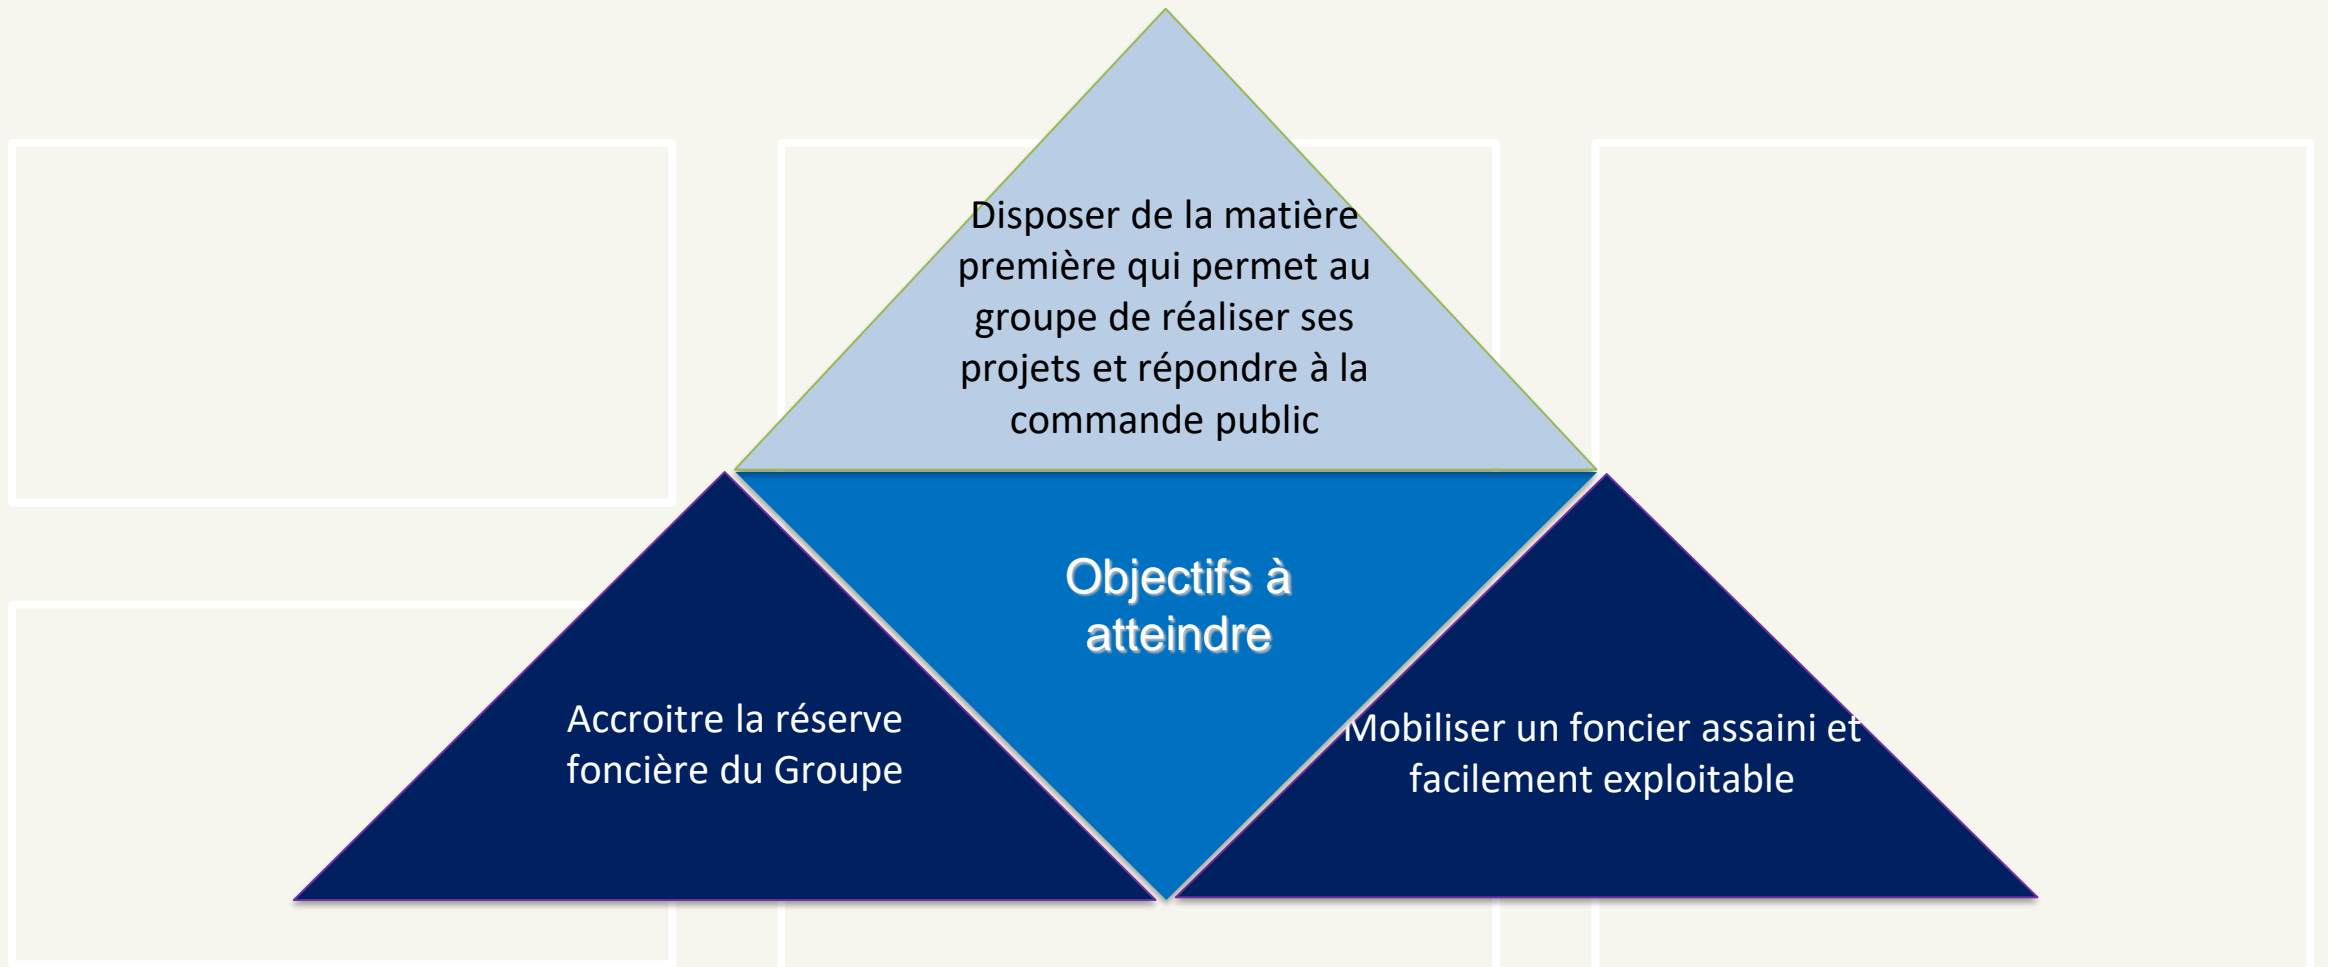 Disposer de la matière
première qui permet au
groupe de réaliser ses
projets et répondre à la
commande public
Objectifs à
atteindre
Accroitre la réserve
foncière du Groupe
Mobiliser un foncier assaini et
facilement exploitable